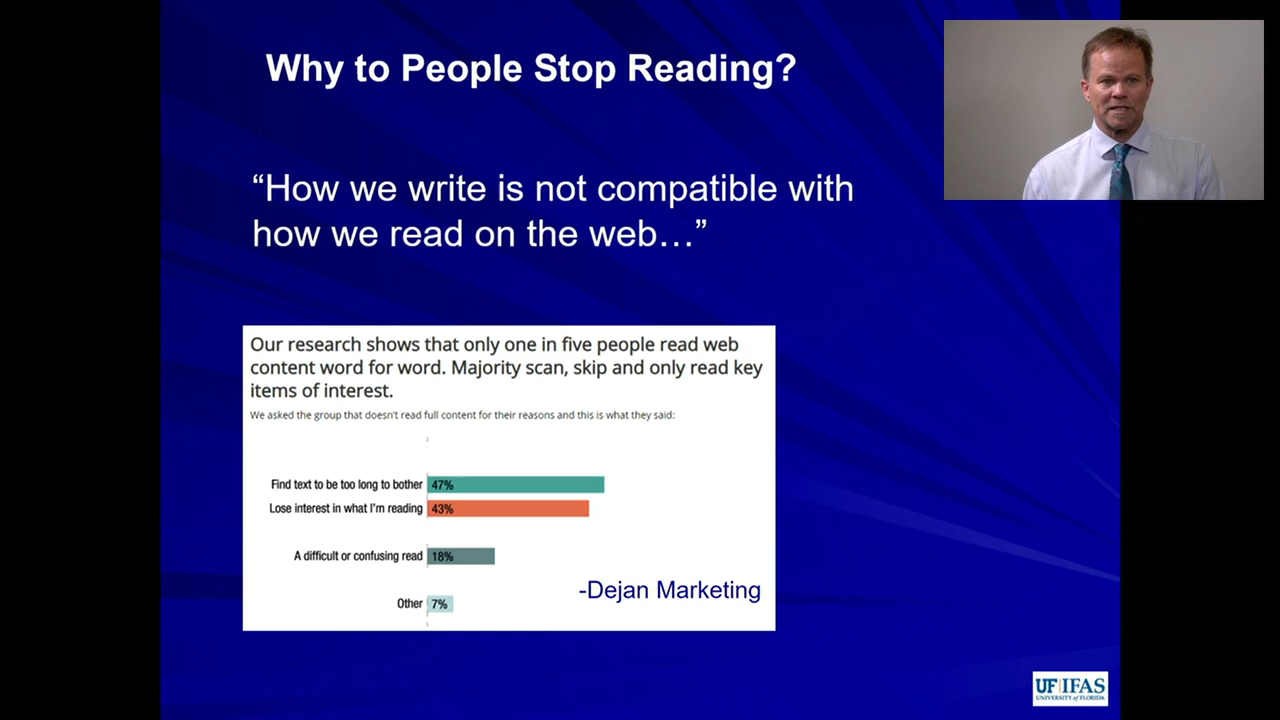 Why to People Stop Reading?
“How we write is not compatible with
how we read on the web…”
Our research shows that only one in five people read web
content word for word. Majority scan, skip and only read key
items of interest.
We asked the group that doesn't read full content for their reasons and this is what they said:
Find text to be too long to bother 47%
Lose interest in what I'm reading 43%
A difficult or confusing read 18%
Other 7%
-Dejan Marketing
UF|IFAS
UNIVERSITY of FLORIDA